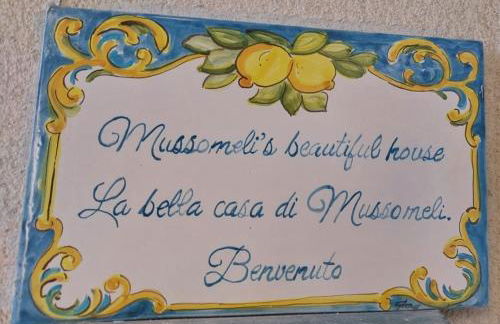 Mussomeli's beautiful house
La bella casa di Mussomeli.
Benvenuto